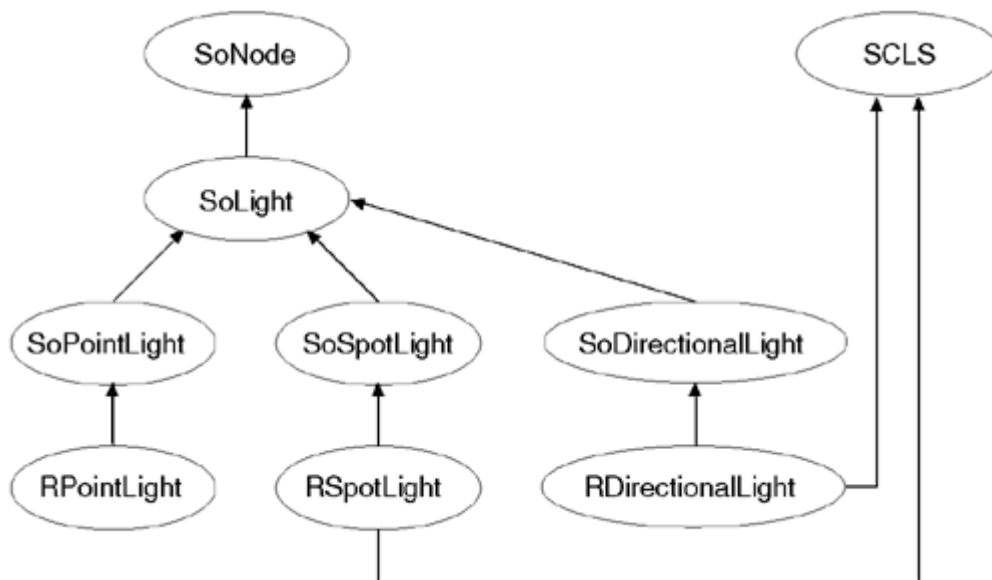 SoNode
SCLS
SoLight
SoPointLight
SoSpotLight
SoDirectionalLight
RPointLight
RSpotLight
RDirectionalLight